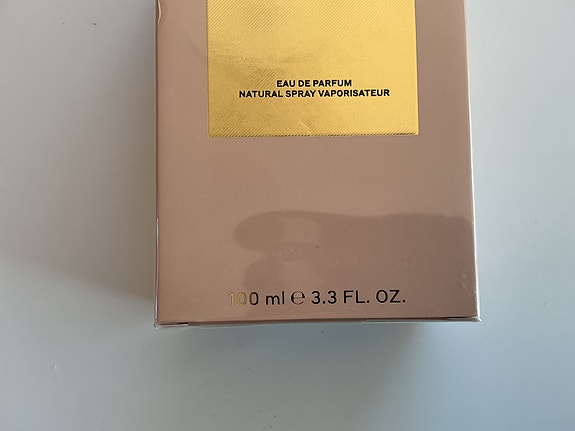 EAU DE PARFUM
NATURAL SPRAY VAPORISATEUR
100 ml ℮ 3.3 FL. OZ.